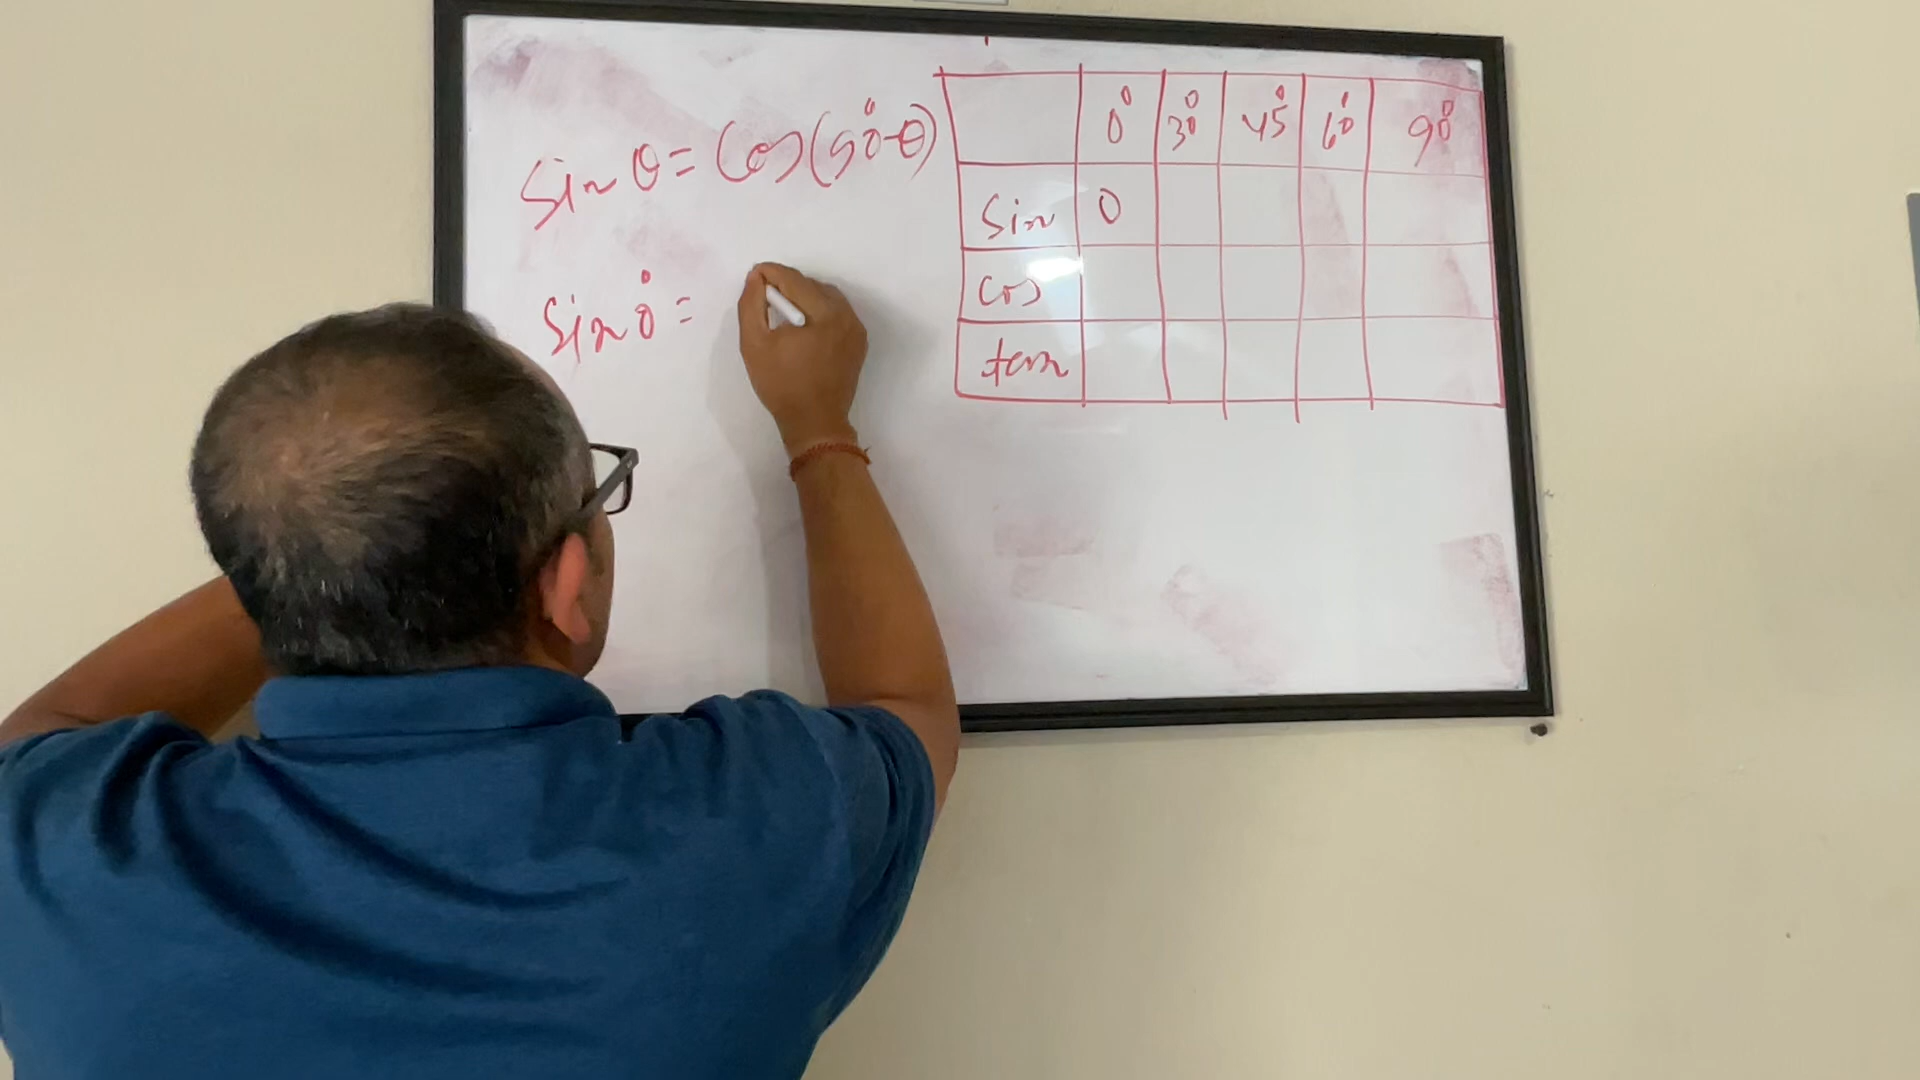 Sin θ = Cos(90°-θ)
Sin 0° =
0° 30° 45° 60° 90°
Sin 0
Cos
tan